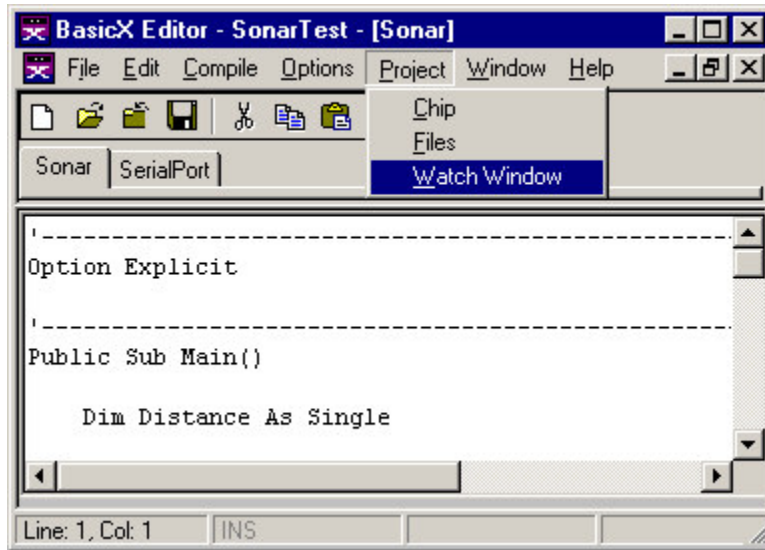 BasicX Editor - SonarTest - [Sonar]
File Edit Compile Options Project Window Help
Chip
Files
Watch Window
Sonar SerialPort
'--------------------------------------------------
Option Explicit
'--------------------------------------------------
Public Sub Main()
Dim Distance As Single
Line: 1, Col: 1 INS